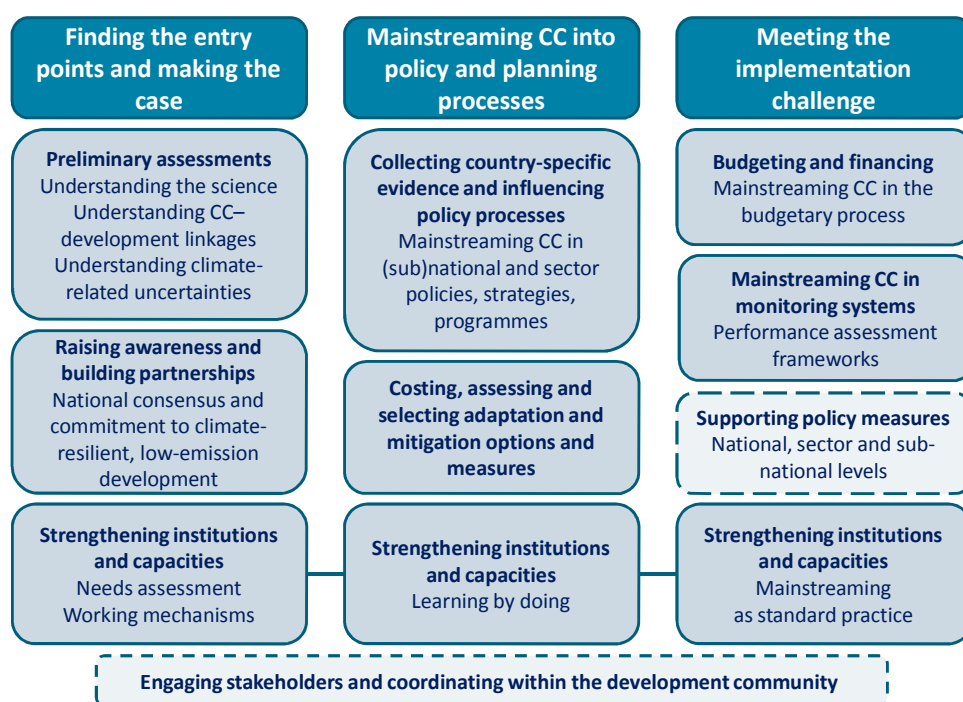 Finding the entry
points and making the
case
Preliminary assessments
Understanding the science
Understanding CC–
development linkages
Understanding climate-
related uncertainties
Raising awareness and
building partnerships
National consensus and
commitment to climate-
resilient, low-emission
development
Strengthening institutions
and capacities
Needs assessment
Working mechanisms
Mainstreaming CC into
policy and planning
processes
Collecting country-specific
evidence and influencing
policy processes
Mainstreaming CC in
(sub)national and sector
policies, strategies,
programmes
Costing, assessing and
selecting adaptation and
mitigation options and
measures
Strengthening institutions
and capacities
Learning by doing
Meeting the
implementation
challenge
Budgeting and financing
Mainstreaming CC in the
budgetary process
Mainstreaming CC in
monitoring systems
Performance assessment
frameworks
Supporting policy measures
National, sector and sub-
national levels
Strengthening institutions
and capacities
Mainstreaming
as standard practice
Engaging stakeholders and coordinating within the development community